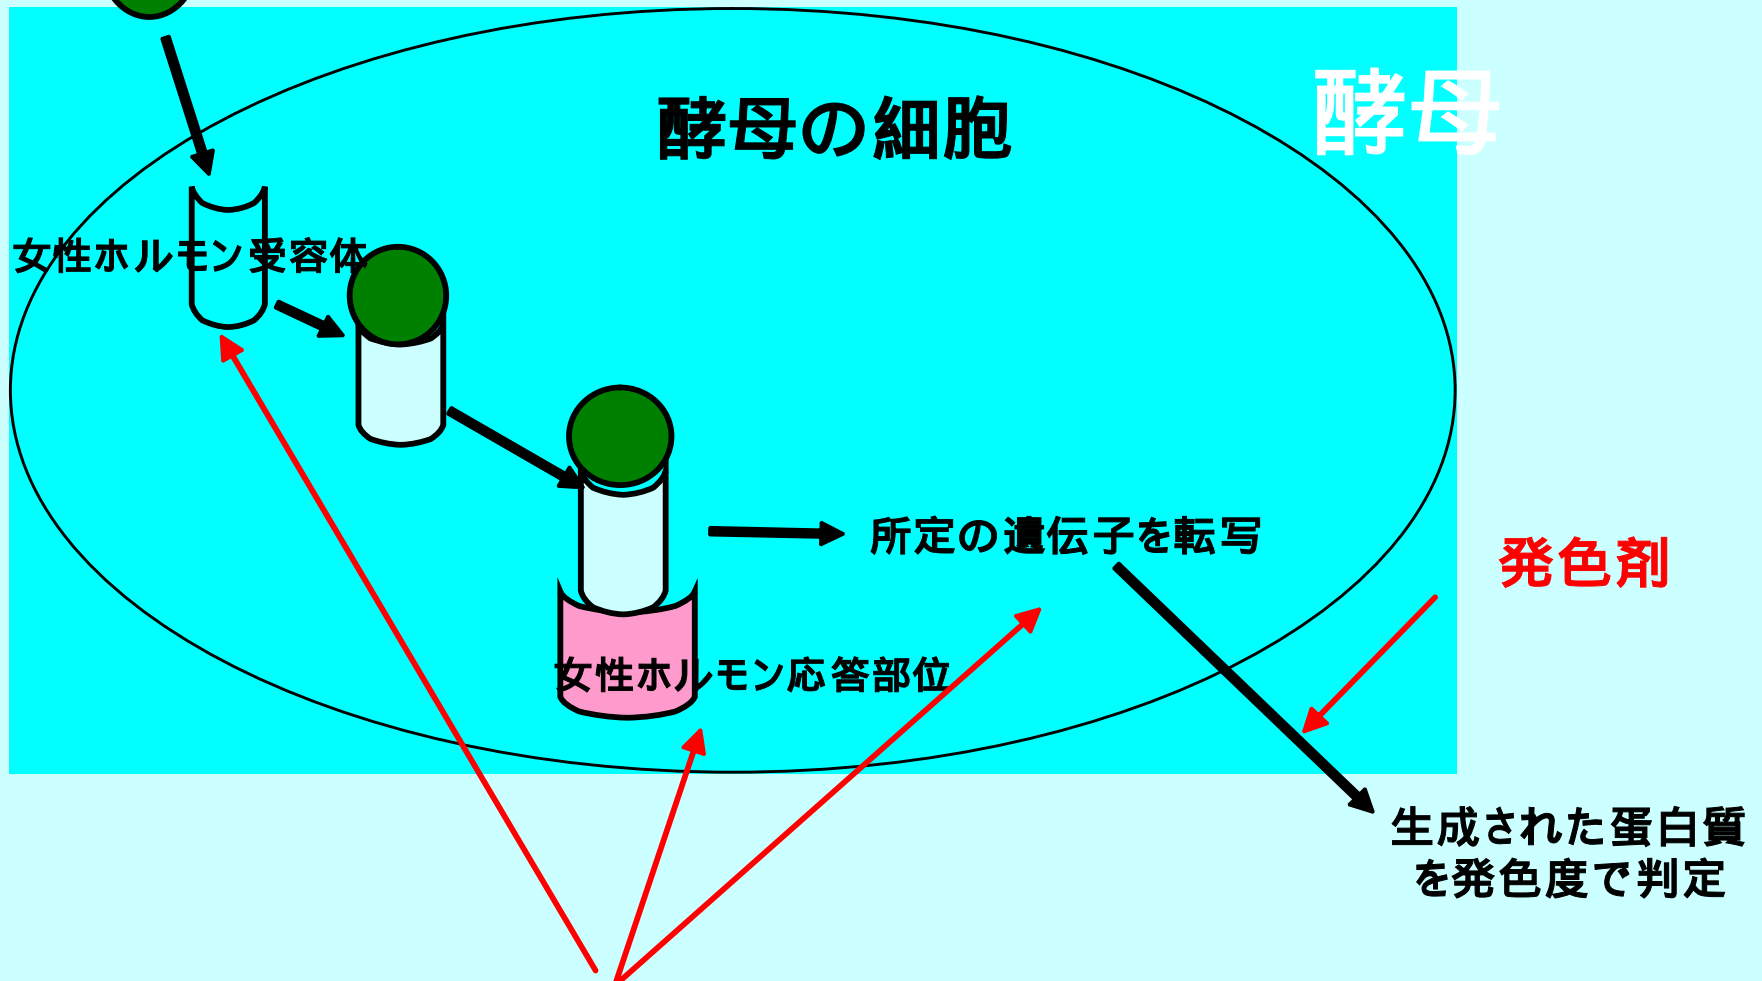 酵母
酵母の細胞
女性ホルモン受容体
所定の遺伝子を転写
発色剤
女性ホルモン応答部位
生成された蛋白質
を発色度で判定